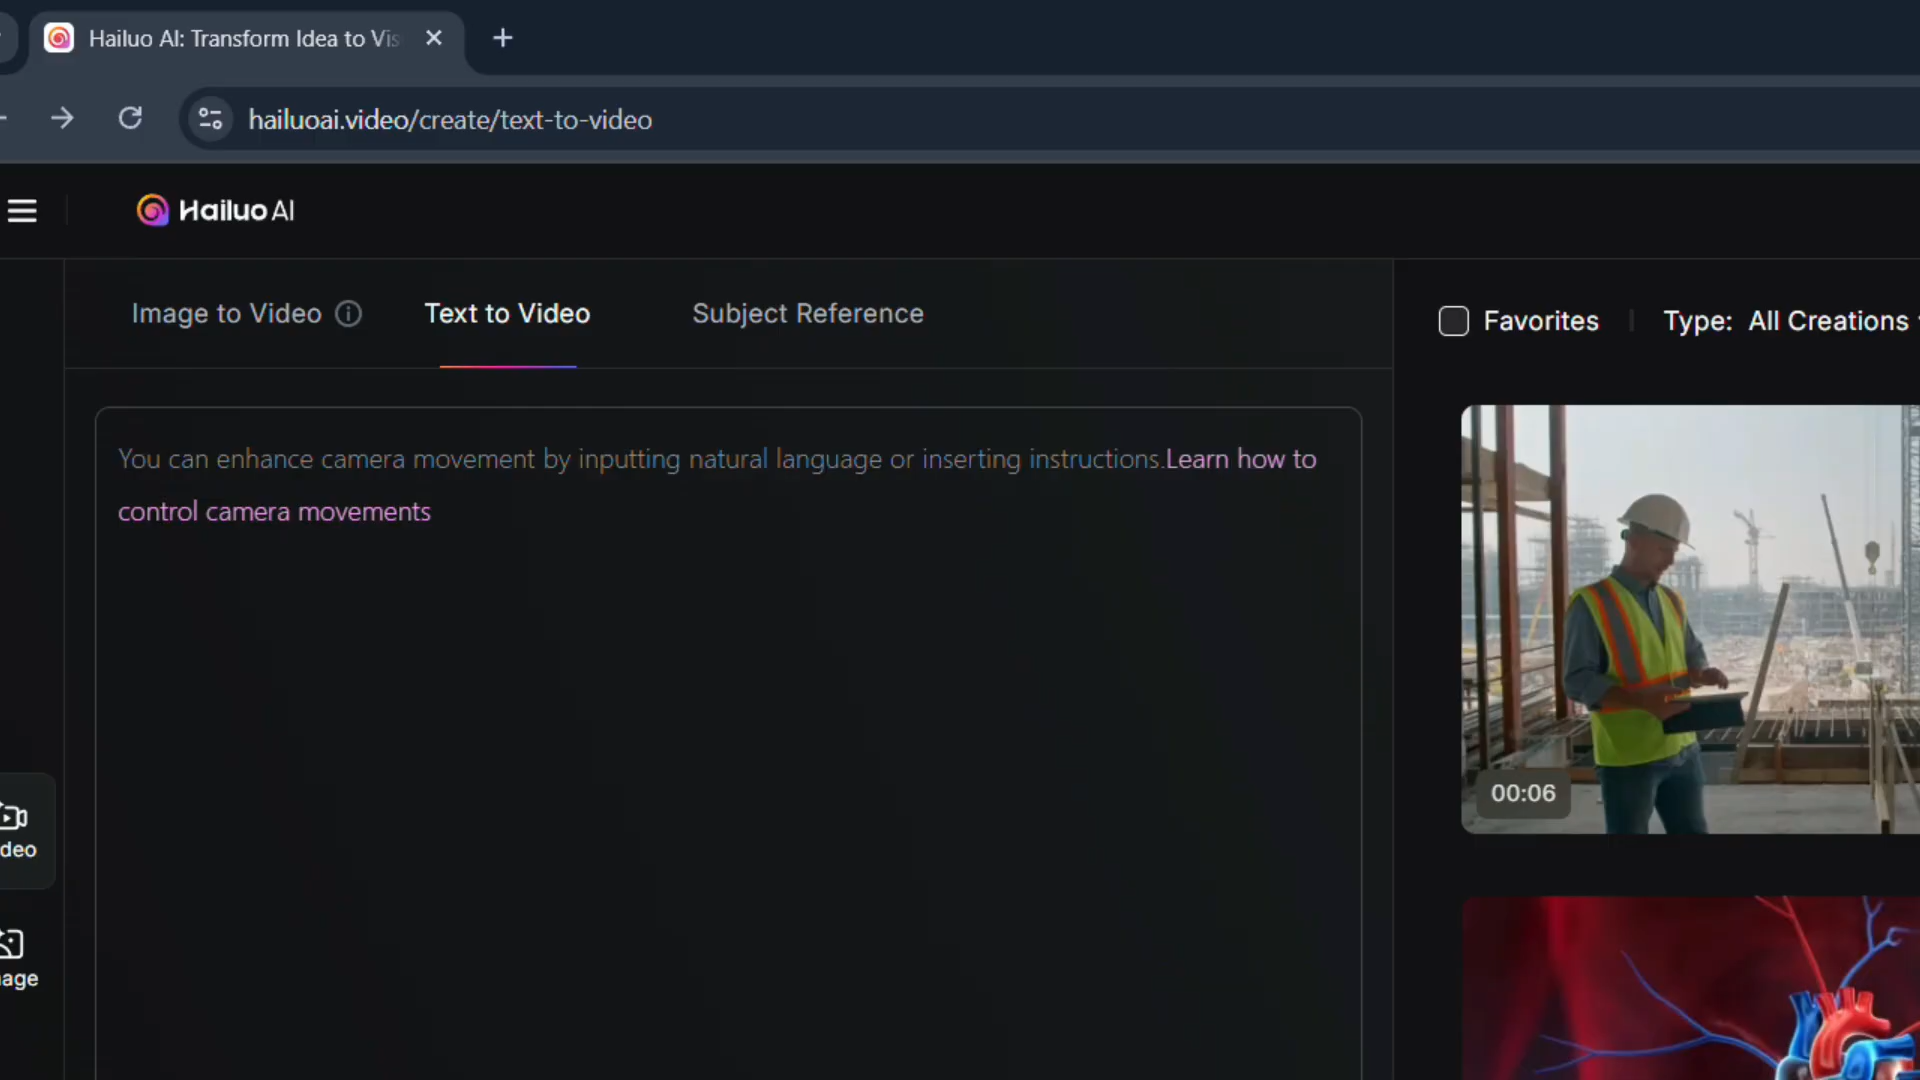 Hailuo AI: Transform Idea to Vis
hailuoai.video/create/text-to-video
Hailuo AI
Image to Video
Text to Video
Subject Reference
Favorites
Type: All Creations
You can enhance camera movement by inputting natural language or inserting instructions.Learn how to
control camera movements
00:06
deo
age